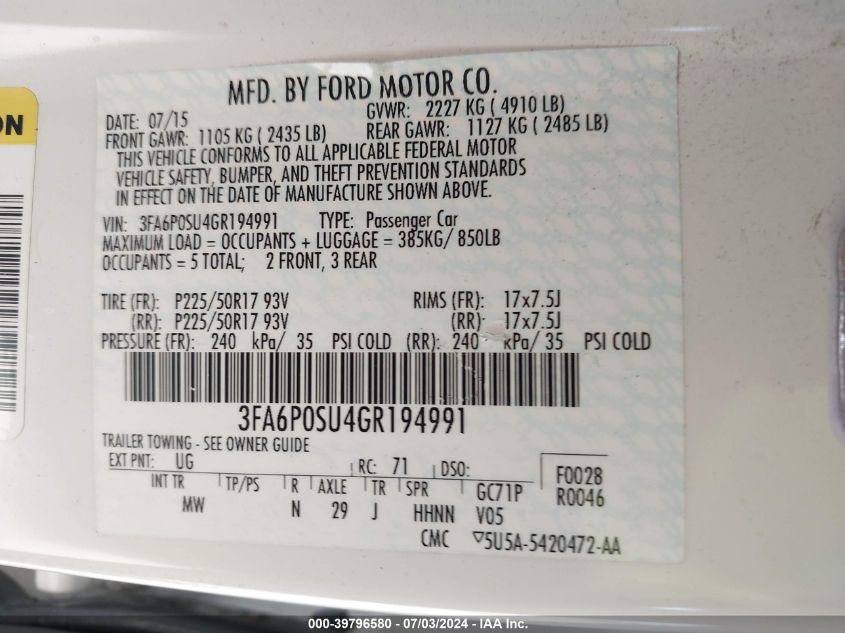 ON
MFD. BY FORD MOTOR CO.
DATE: 07/15 GVWR: 2227 KG ( 4910 LB)
FRONT GAWR: 1105 KG ( 2435 LB) REAR GAWR: 1127 KG ( 2485 LB)
THIS VEHICLE CONFORMS TO ALL APPLICABLE FEDERAL MOTOR
VEHICLE SAFETY, BUMPER, AND THEFT PREVENTION STANDARDS
IN EFFECT ON THE DATE OF MANUFACTURE SHOWN ABOVE.
VIN: 3FA6P0SU4GR194991 TYPE: Passenger Car
MAXIMUM LOAD = OCCUPANTS + LUGGAGE = 385KG/ 850LB
OCCUPANTS = 5 TOTAL; 2 FRONT, 3 REAR
TIRE (FR): P225/50R17 93V RIMS (FR): 17x7.5J
(RR): P225/50R17 93V (RR): 17x7.5J
PRESSURE (FR): 240 kPa/ 35 PSI COLD (RR): 240 kPa/ 35 PSI COLD
3FA6P0SU4GR194991
TRAILER TOWING - SEE OWNER GUIDE
EXT PNT: UG RC: 71 DSO: F0028
INT TR TP/PS R AXLE TR SPR GC71P R0046
MW N 29 J HHNN V05
CMC ▽5U5A-5420472-AA
000-39796580 - 07/03/2024 - IAA Inc.